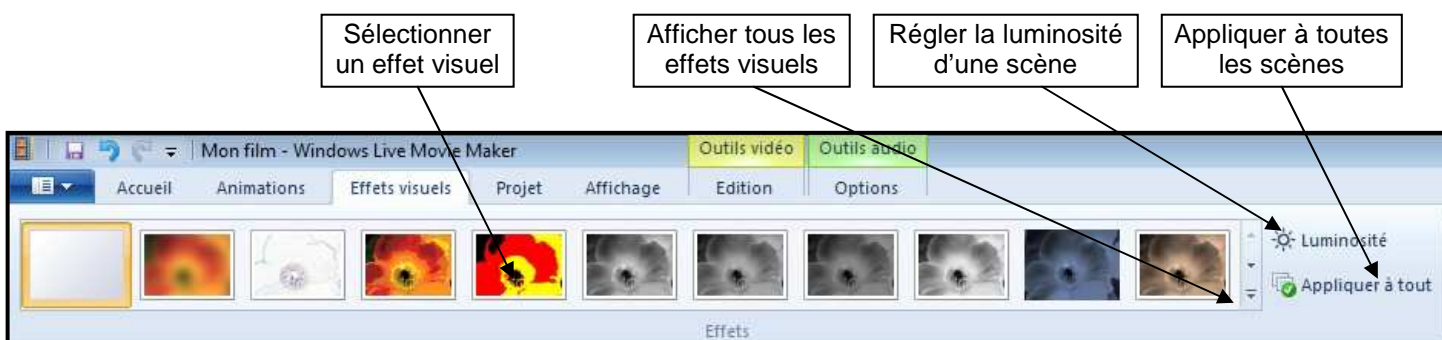 Sélectionner
un effet visuel
Afficher tous les
effets visuels
Régler la luminosité
d’une scène
Appliquer à toutes
les scènes
Mon film - Windows Live Movie Maker
Outils vidéo
Outils audio
Accueil
Animations
Effets visuels
Projet
Affichage
Edition
Options
Luminosité
Appliquer à tout
Effets